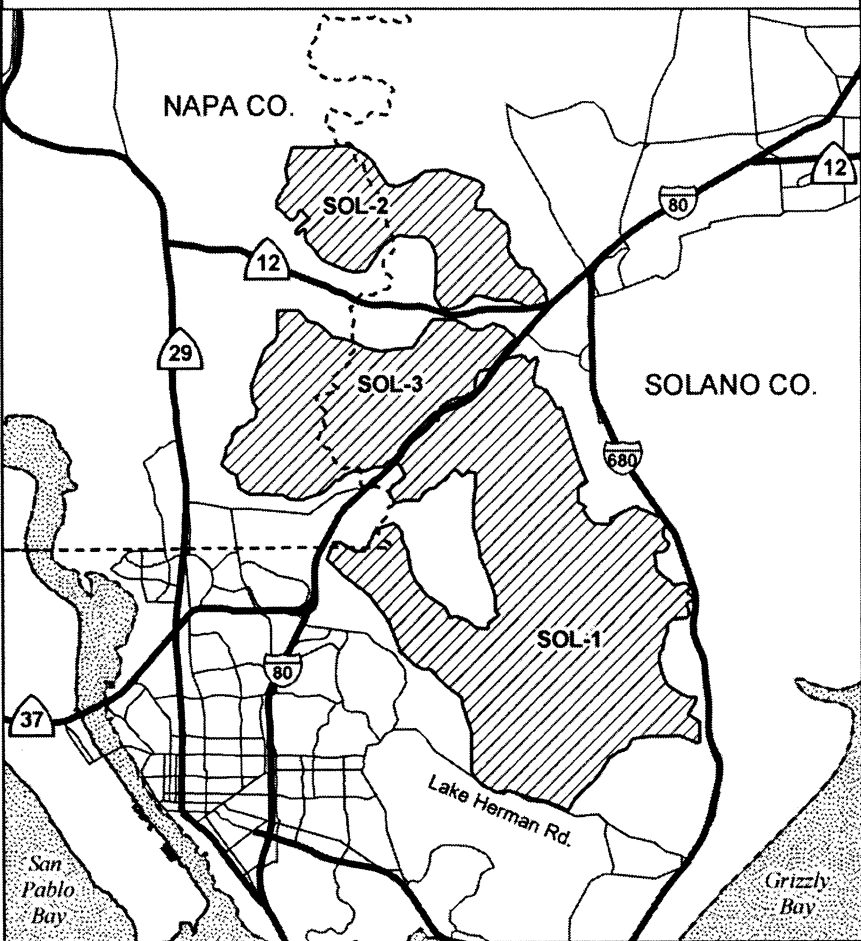 NAPA CO.
12
SOL-2
80
12
29
SOL-3
SOLANO CO.
680
SOL-1
80
37
Lake Herman Rd.
San
Pablo
Bay
Grizzly
Bay